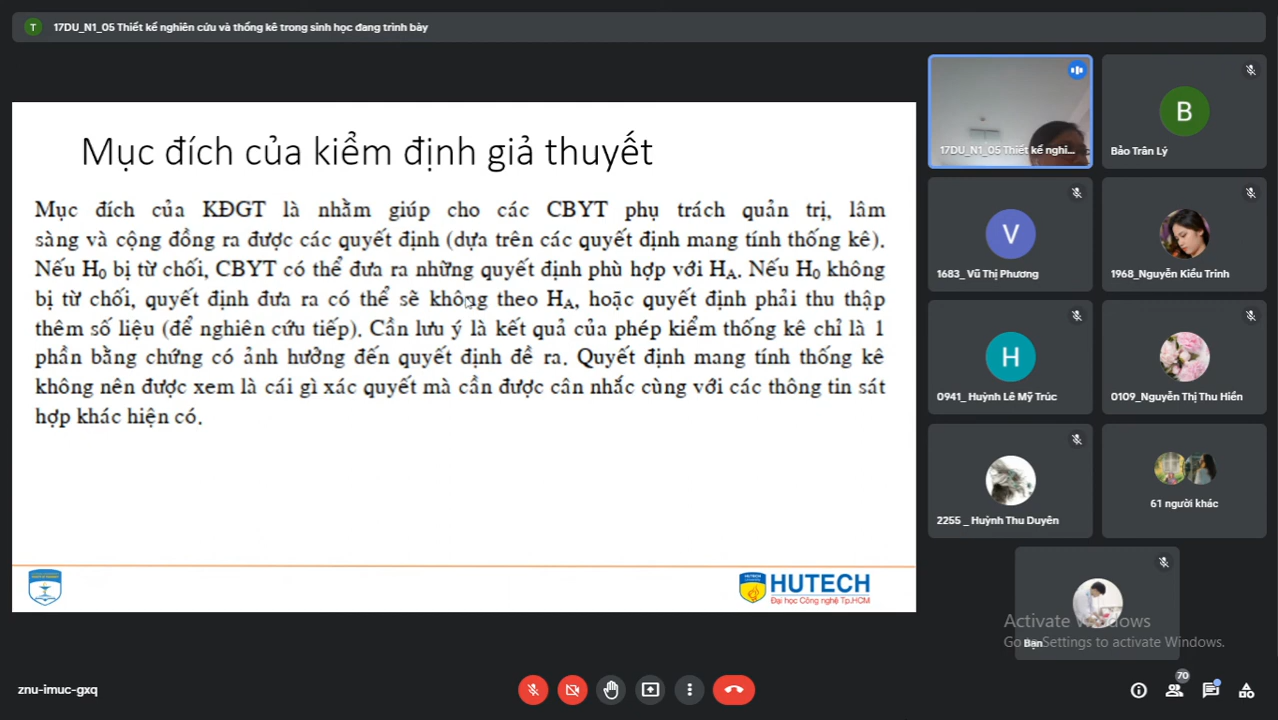 T
17DU_N1_05 Thiết kế nghiên cứu và thống kê trong sinh học đang trình bày
Mục đích của kiểm định giả thuyết
Mục đích của KĐGT là nhằm giúp cho các CBYT phụ trách quản trị, lâm
sàng và cộng đồng ra được các quyết định (dựa trên các quyết định mang tính thống kê).
Nếu H₀ bị từ chối, CBYT có thể đưa ra những quyết định phù hợp với Hᴀ. Nếu H₀ không
bị từ chối, quyết định đưa ra có thể sẽ không theo Hᴀ, hoặc quyết định phải thu thập
thêm số liệu (để nghiên cứu tiếp). Cần lưu ý là kết quả của phép kiểm thống kê chỉ là 1
phần bằng chứng có ảnh hưởng đến quyết định đề ra. Quyết định mang tính thống kê
không nên được xem là cái gì xác quyết mà cần được cân nhắc cùng với các thông tin sát
hợp khác hiện có.
HUTECH
Đại học Công nghệ Tp.HCM
17DU_N1_05 Thiết kế nghi...
B
Bảo Trân Lý
V
1683_ Vũ Thị Phương
1968_Nguyễn Kiều Trinh
H
0941_ Huỳnh Lê Mỹ Trúc
0109_Nguyễn Thị Thu Hiền
2255 _ Huỳnh Thu Duyên
61 người khác
Bạn
Activate Windows
Go to Settings to activate Windows.
znu-imuc-gxq
70